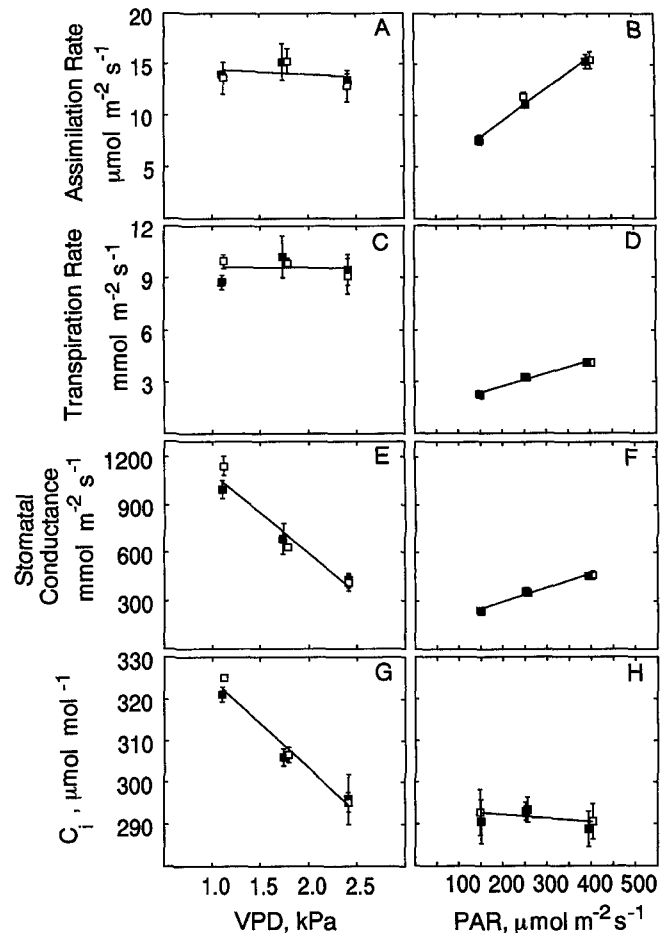 A
Assimilation Rate
μmol m-2 s-1
20
15
10
5
B
C
Transpiration Rate
mmol m-2 s-1
12
9
6
3
D
E
Stomatal
Conductance
mmol m-2 s-1
1200
900
600
300
F
G
Ci , μmol mol -1
330
320
310
300
290
H
1.0 1.5 2.0 2.5
VPD, kPa
100 200 300 400 500
PAR, μmol m-2 s-1